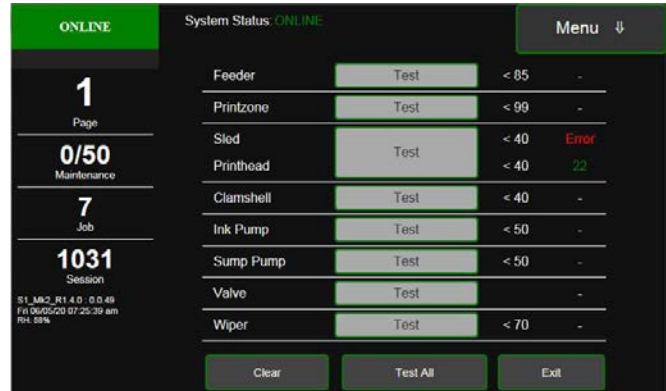 ONLINE
System Status: ONLINE
Menu ⇓
1
Page
0/50
Maintenance
7
Job
1031
Session
S1_Mk2_R1.4.0 : 0.0.49
Fri 06/05/20 07:25:39 am
RH: 58%
Feeder Test < 85 -
Printzone Test < 99 -
Sled < 40 Error
Test
Printhead < 40 22
Clamshell Test < 40 -
Ink Pump Test < 50 -
Sump Pump Test < 50 -
Valve Test -
Wiper Test < 70 -
Clear Test All Exit